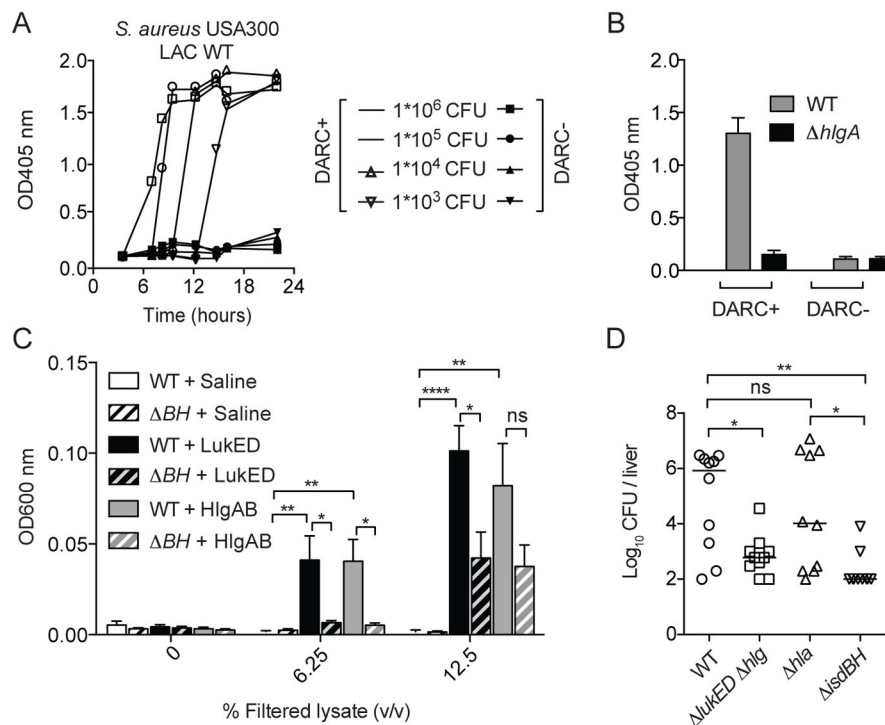 A
S. aureus USA300
LAC WT
OD405 nm
2.0
1.5
1.0
0.5
0.0
0 6 12 18 24
Time (hours)
DARC+
1*10⁶ CFU
1*10⁵ CFU
1*10⁴ CFU
1*10³ CFU
DARC-
B
OD405 nm
2.0
1.5
1.0
0.5
0.0
WT
ΔhlgA
DARC+ DARC-
C
OD600 nm
0.15
0.10
0.05
0.00
WT + Saline
ΔBH + Saline
WT + LukED
ΔBH + LukED
WT + HlgAB
ΔBH + HlgAB
**
** * *
**
**** * ns
0 6.25 12.5
% Filtered lysate (v/v)
D
Log₁₀ CFU / liver
8
6
4
2
0
**
ns
* *
WT
ΔlukED Δhlg
Δhla
ΔisdBH